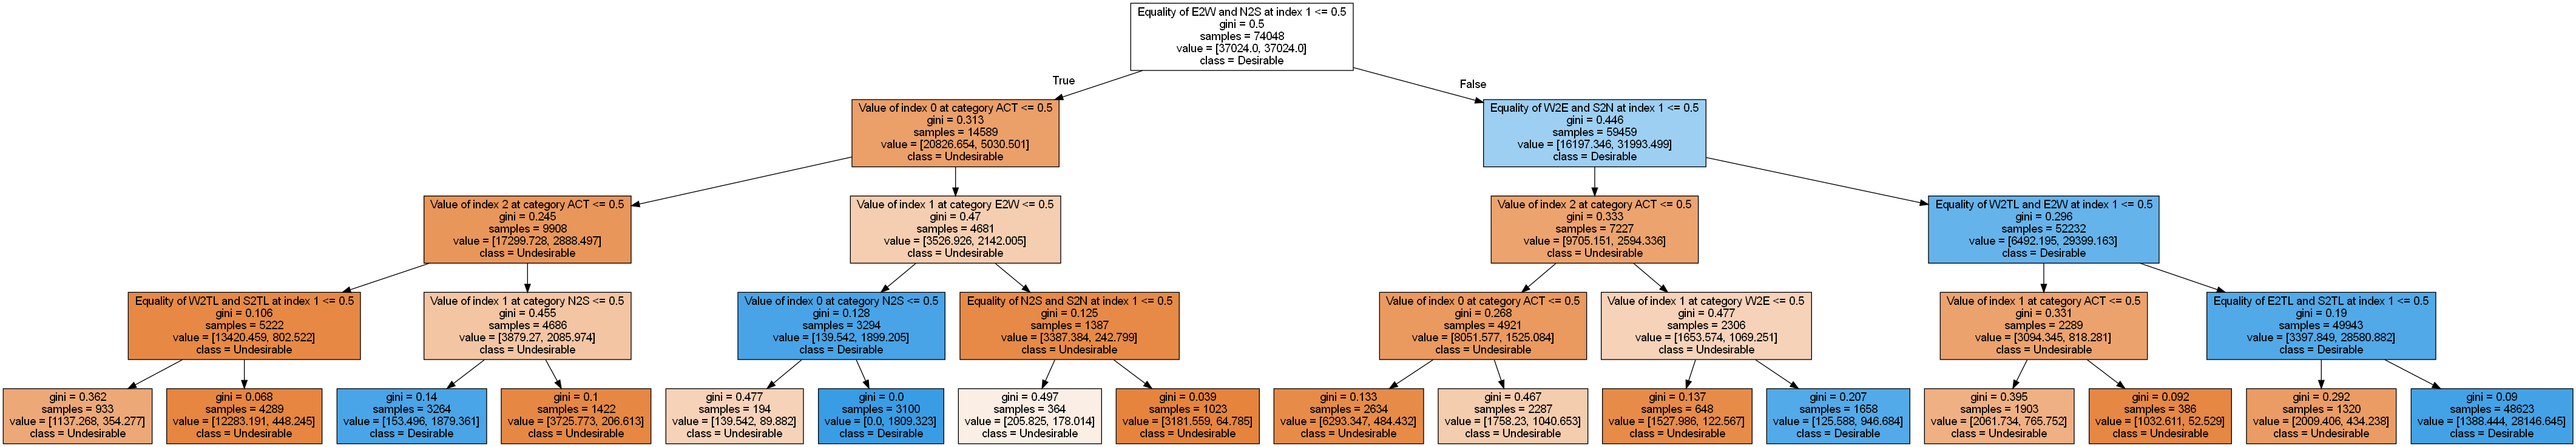 Equality of E2W and N2S at index 1 <= 0.5
gini = 0.5
samples = 74048
value = [37024.0, 37024.0]
class = Desirable
True
False
Value of index 0 at category ACT <= 0.5
gini = 0.313
samples = 14589
value = [20826.654, 5030.501]
class = Undesirable
Equality of W2E and S2N at index 1 <= 0.5
gini = 0.446
samples = 59459
value = [16197.346, 31993.499]
class = Desirable
Value of index 2 at category ACT <= 0.5
gini = 0.245
samples = 9908
value = [17299.728, 2888.497]
class = Undesirable
Value of index 1 at category E2W <= 0.5
gini = 0.47
samples = 4681
value = [3526.926, 2142.005]
class = Undesirable
Value of index 2 at category ACT <= 0.5
gini = 0.333
samples = 7227
value = [9705.151, 2594.336]
class = Undesirable
Equality of W2TL and E2W at index 1 <= 0.5
gini = 0.296
samples = 52232
value = [6492.195, 29399.163]
class = Desirable
Equality of W2TL and S2TL at index 1 <= 0.5
gini = 0.106
samples = 5222
value = [13420.459, 802.522]
class = Undesirable
Value of index 1 at category N2S <= 0.5
gini = 0.455
samples = 4686
value = [3879.27, 2085.974]
class = Undesirable
Value of index 0 at category N2S <= 0.5
gini = 0.128
samples = 3294
value = [139.542, 1899.205]
class = Desirable
Equality of N2S and S2N at index 1 <= 0.5
gini = 0.125
samples = 1387
value = [3387.384, 242.799]
class = Undesirable
Value of index 0 at category ACT <= 0.5
gini = 0.268
samples = 4921
value = [8051.577, 1525.084]
class = Undesirable
Value of index 1 at category W2E <= 0.5
gini = 0.477
samples = 2306
value = [1653.574, 1069.251]
class = Undesirable
Value of index 1 at category ACT <= 0.5
gini = 0.331
samples = 2289
value = [3094.345, 818.281]
class = Undesirable
Equality of E2TL and S2TL at index 1 <= 0.5
gini = 0.19
samples = 49943
value = [3397.849, 28580.882]
class = Desirable
gini = 0.362
samples = 933
value = [1137.268, 354.277]
class = Undesirable
gini = 0.068
samples = 4289
value = [12283.191, 448.245]
class = Undesirable
gini = 0.14
samples = 3264
value = [153.496, 1879.361]
class = Desirable
gini = 0.1
samples = 1422
value = [3725.773, 206.613]
class = Undesirable
gini = 0.477
samples = 194
value = [139.542, 89.882]
class = Undesirable
gini = 0.0
samples = 3100
value = [0.0, 1809.323]
class = Desirable
gini = 0.497
samples = 364
value = [205.825, 178.014]
class = Undesirable
gini = 0.039
samples = 1023
value = [3181.559, 64.785]
class = Undesirable
gini = 0.133
samples = 2634
value = [6293.347, 484.432]
class = Undesirable
gini = 0.467
samples = 2287
value = [1758.23, 1040.653]
class = Undesirable
gini = 0.137
samples = 648
value = [1527.986, 122.567]
class = Undesirable
gini = 0.207
samples = 1658
value = [125.588, 946.684]
class = Desirable
gini = 0.395
samples = 1903
value = [2061.734, 765.752]
class = Undesirable
gini = 0.092
samples = 386
value = [1032.611, 52.529]
class = Undesirable
gini = 0.292
samples = 1320
value = [2009.406, 434.238]
class = Undesirable
gini = 0.09
samples = 48623
value = [1388.444, 28146.645]
class = Desirable